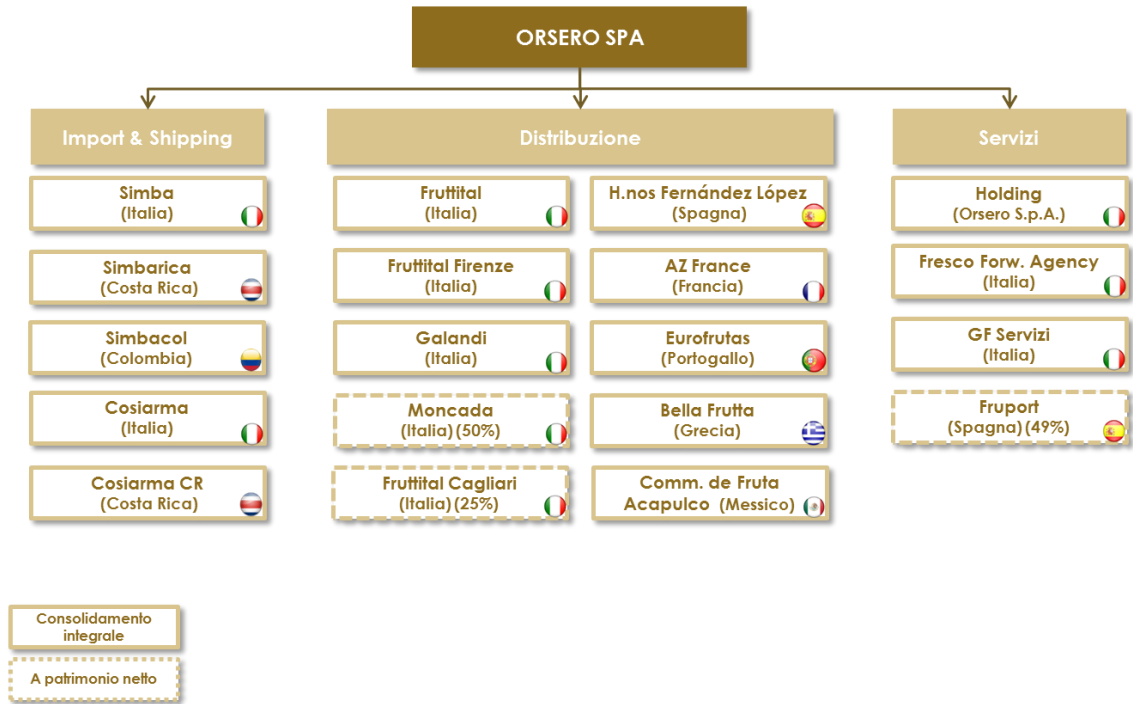 ORSERO SPA
Import & Shipping
Simba
(Italia)
Simbarica
(Costa Rica)
Simbacol
(Colombia)
Cosiarma
(Italia)
Cosiarma CR
(Costa Rica)
Distribuzione
Fruttital
(Italia)
Fruttital Firenze
(Italia)
Galandi
(Italia)
Moncada
(Italia) (50%)
Fruttital Cagliari
(Italia) (25%)
H.nos Fernández López
(Spagna)
AZ France
(Francia)
Eurofrutas
(Portogallo)
Bella Frutta
(Grecia)
Comm. de Fruta
Acapulco (Messico)
Servizi
Holding
(Orsero S.p.A.)
Fresco Forw. Agency
(Italia)
GF Servizi
(Italia)
Fruport
(Spagna) (49%)
Consolidamento
integrale
A patrimonio netto